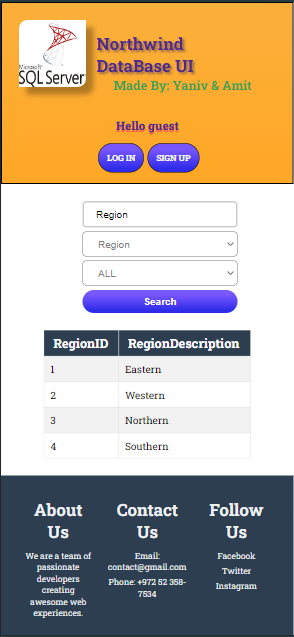 Microsoft
SQL Server
Northwind
DataBase UI
Made By: Yaniv & Amit
Hello guest
LOG IN SIGN UP
Region
Region
ALL
Search
RegionID RegionDescription
1 Eastern
2 Western
3 Northern
4 Southern
About
Us
We are a team of
passionate
developers
creating
awesome web
experiences.
Contact
Us
Email:
contact@gmail.com
Phone: +972 52 358-
7534
Follow
Us
Facebook
Twitter
Instagram